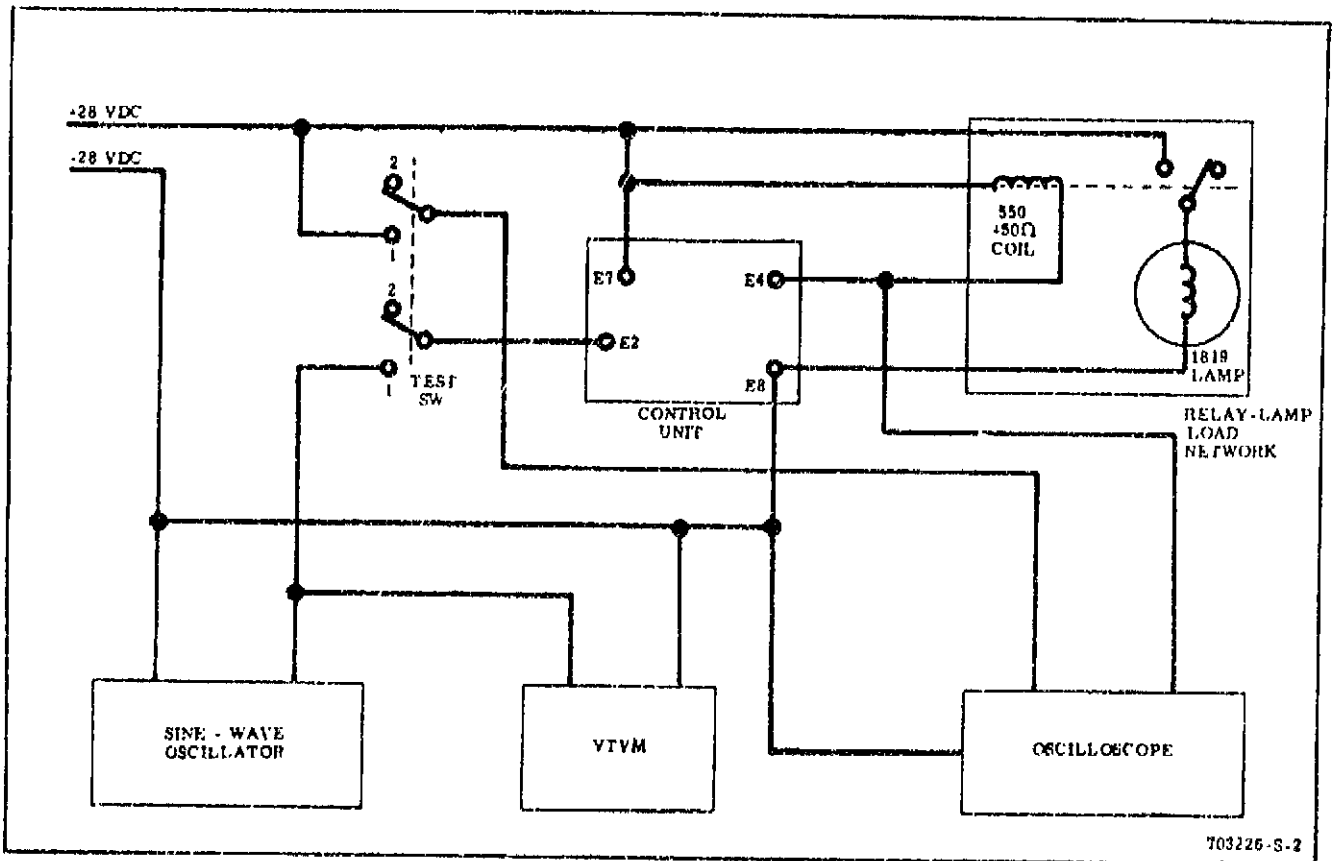 +28 VDC
-28 VDC
2
1
2
1
TEST
SW
E7
E2
E4
E8
CONTROL
UNIT
550
±50Ω
COIL
1819
LAMP
RELAY-LAMP
LOAD
NETWORK
SINE - WAVE
OSCILLATOR
VTVM
OSCILLOSCOPE
703226-S-2